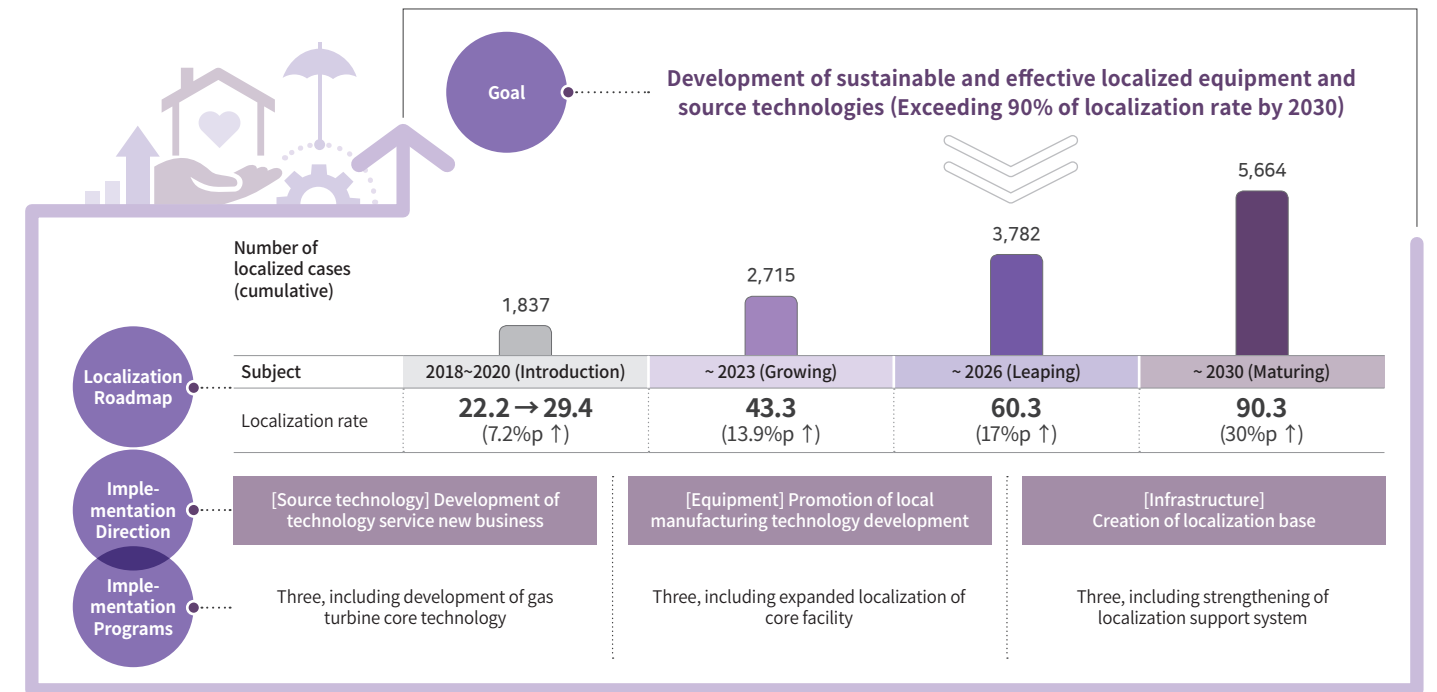 Goal
Development of sustainable and effective localized equipment and
source technologies (Exceeding 90% of localization rate by 2030)
Number of
localized cases
(cumulative)
1,837
2,715
3,782
5,664
Localization
Roadmap
Subject
2018~2020 (Introduction)
~ 2023 (Growing)
~ 2026 (Leaping)
~ 2030 (Maturing)
Localization rate
22.2 → 29.4
(7.2%p ↑)
43.3
(13.9%p ↑)
60.3
(17%p ↑)
90.3
(30%p ↑)
Imple-
mentation
Direction
[Source technology] Development of
technology service new business
[Equipment] Promotion of local
manufacturing technology development
[Infrastructure]
Creation of localization base
Imple-
mentation
Programs
Three, including development of gas
turbine core technology
Three, including expanded localization of
core facility
Three, including strengthening of
localization support system